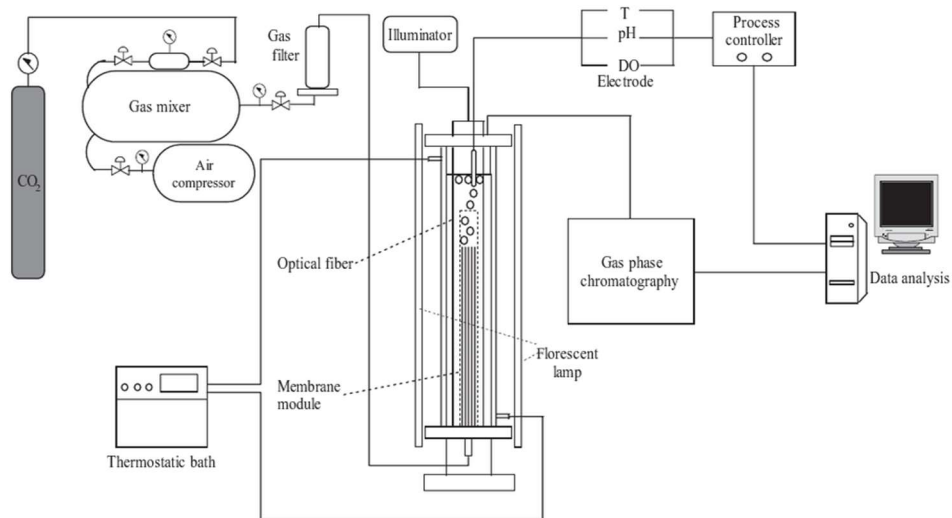 Gas
filter
Illuminator
T
pH
DO
Electrode
Process
controller
Gas mixer
Air
compressor
CO2
Optical fiber
Gas phase
chromatography
Data analysis
Florescent
lamp
Membrane
module
Thermostatic bath